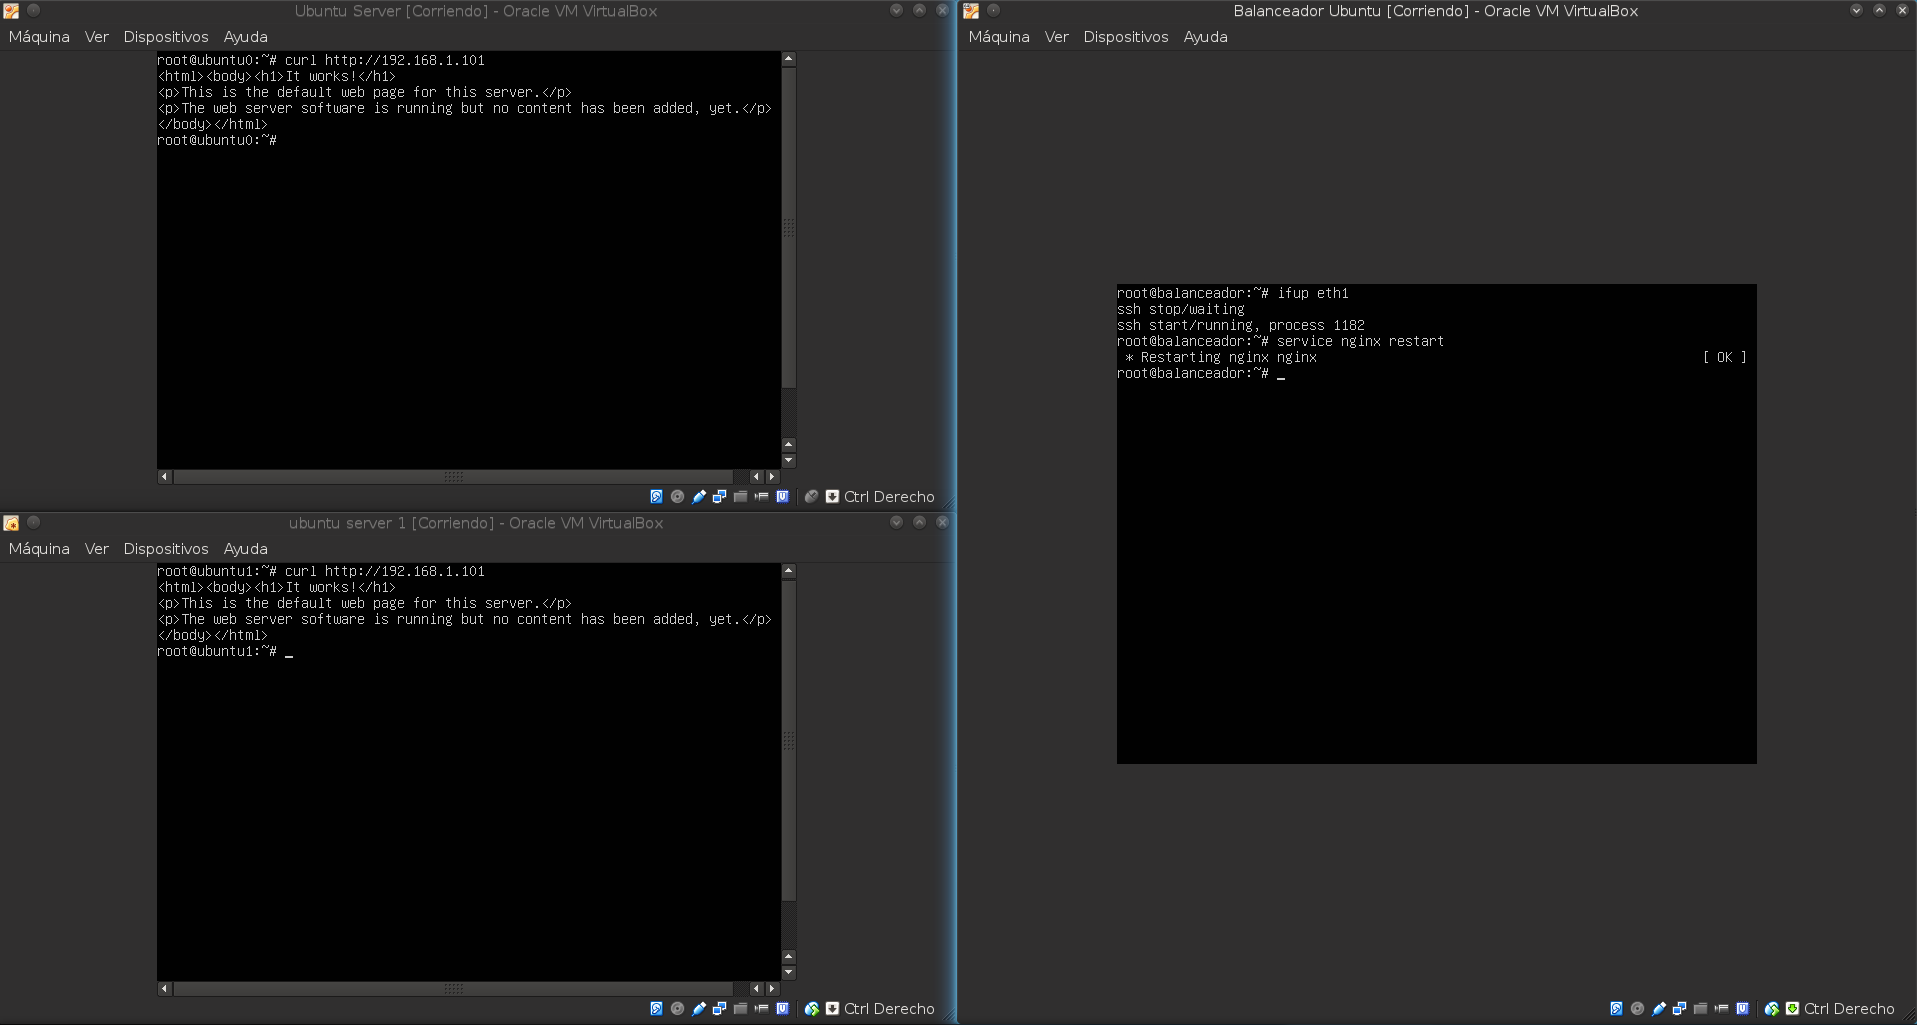 Ubuntu Server [Corriendo] - Oracle VM VirtualBox
Máquina Ver Dispositivos Ayuda
root@ubuntu0:~# curl http://192.168.1.101
<html><body><h1>It works!</h1>
<p>This is the default web page for this server.</p>
<p>The web server software is running but no content has been added, yet.</p>
</body></html>
root@ubuntu0:~#
Ctrl Derecho
ubuntu server 1 [Corriendo] - Oracle VM VirtualBox
Máquina Ver Dispositivos Ayuda
root@ubuntu1:~# curl http://192.168.1.101
<html><body><h1>It works!</h1>
<p>This is the default web page for this server.</p>
<p>The web server software is running but no content has been added, yet.</p>
</body></html>
root@ubuntu1:~# _
Ctrl Derecho
Balanceador Ubuntu [Corriendo] - Oracle VM VirtualBox
Máquina Ver Dispositivos Ayuda
root@balanceador:~# ifup eth1
ssh stop/waiting
ssh start/running, process 1182
root@balanceador:~# service nginx restart
 * Restarting nginx nginx [ OK ]
root@balanceador:~# _
Ctrl Derecho